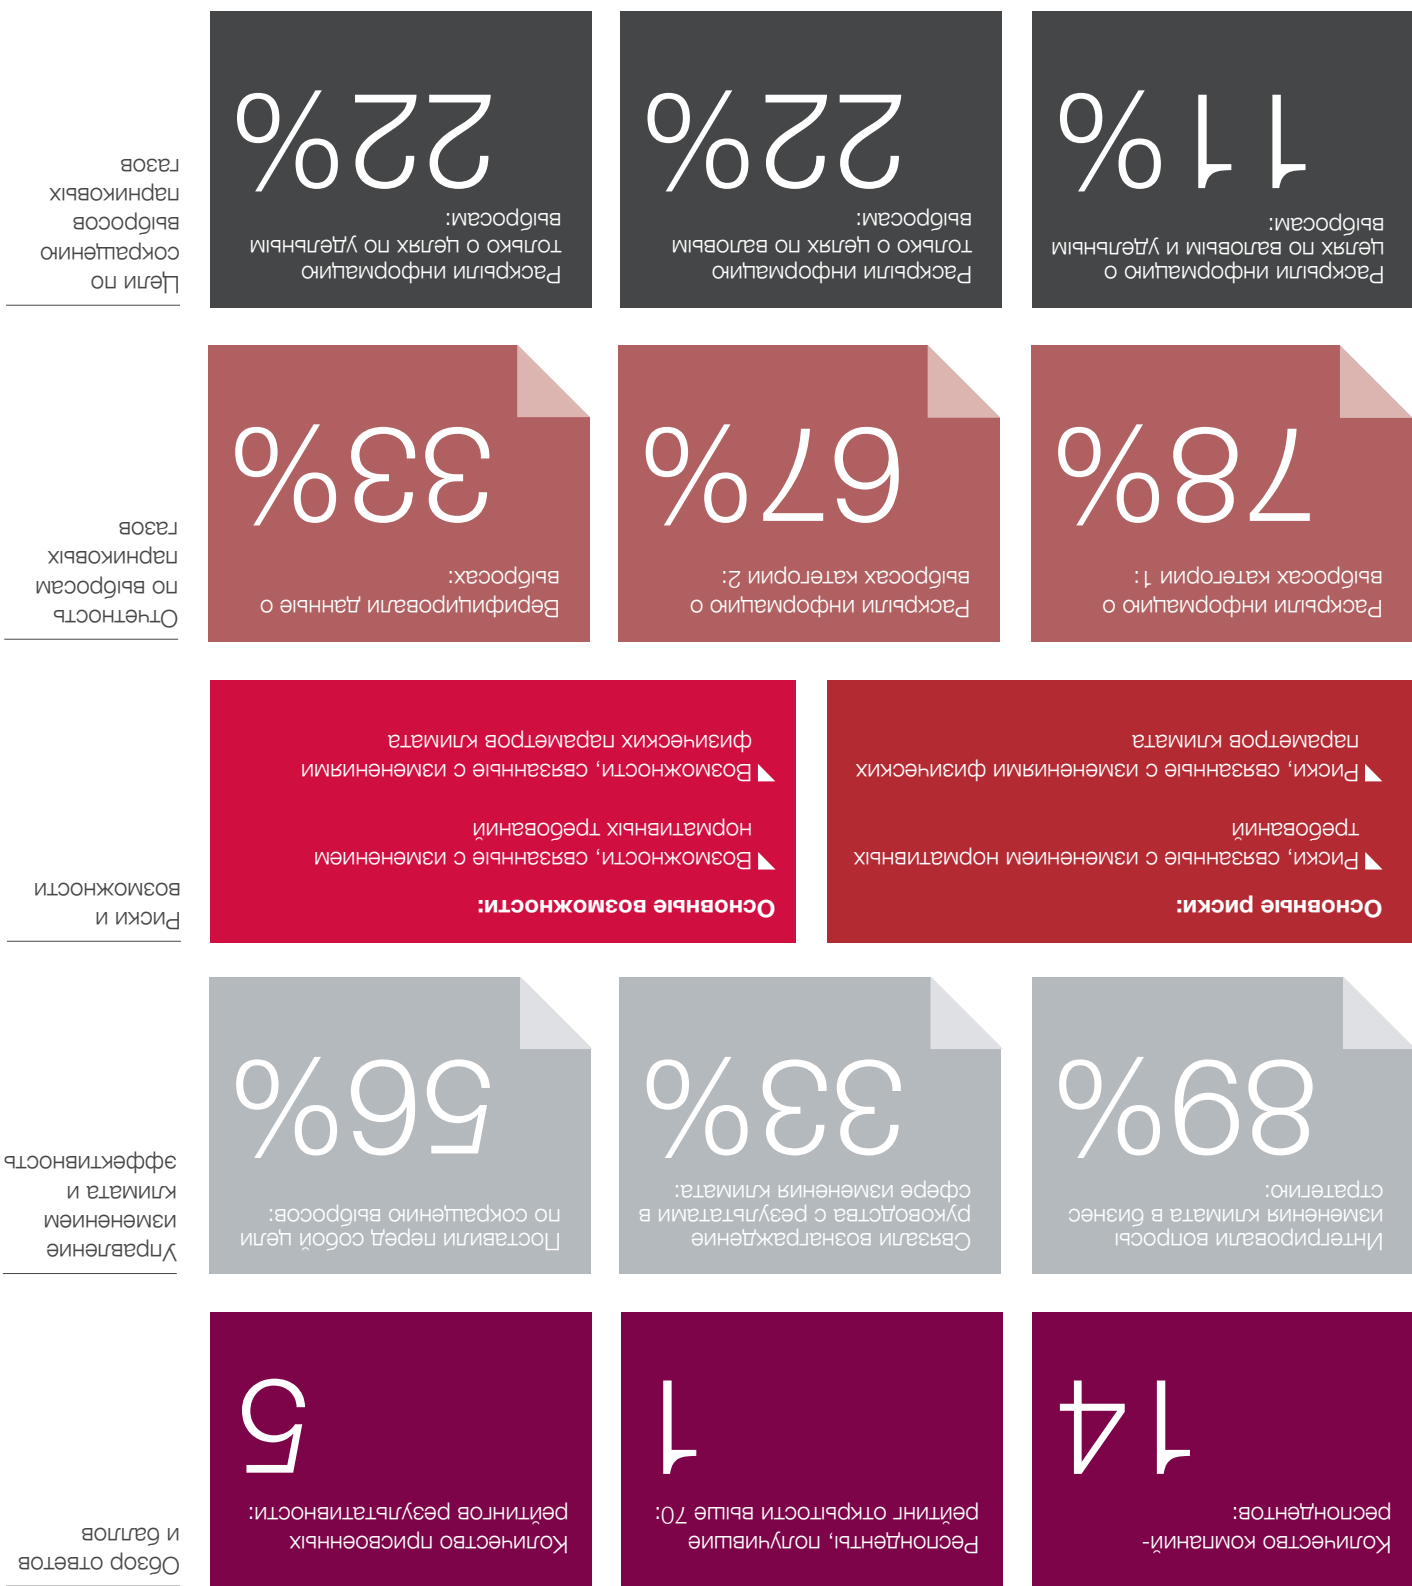 Количество компаний-
респондентов:
14
Респонденты, получившие
рейтинг открытости выше 70:
1
Количество присвоенных
рейтингов результативности:
5
Обзор ответов
и баллов
Интегрировали вопросы
изменения климата в бизнес
стратегию:
89%
Связали вознаграждение
руководства с результатами в
сфере изменения климата:
33%
Поставили перед собой цели
по сокращению выбросов:
56%
Управление
изменением
климата и
эффективность
Основные риски:
Риски, связанные с изменением нормативных
требований
Риски, связанные с изменениями физических
параметров климата
Основные возможности:
Возможности, связанные с изменением
нормативных требований
Возможности, связанные с изменениями
физических параметров климата
Риски и
возможности
Раскрыли информацию о
выбросах категории 1:
78%
Раскрыли информацию о
выбросах категории 2:
67%
Верифицировали данные о
выбросах:
33%
Отчетность
по выбросам
парниковых
газов
Раскрыли информацию о
целях по валовым и удельным
выбросам:
11%
Раскрыли информацию
только о целях по валовым
выбросам:
22%
Раскрыли информацию
только о целях по удельным
выбросам:
22%
Цели по
сокращению
выбросов
парниковых
газов